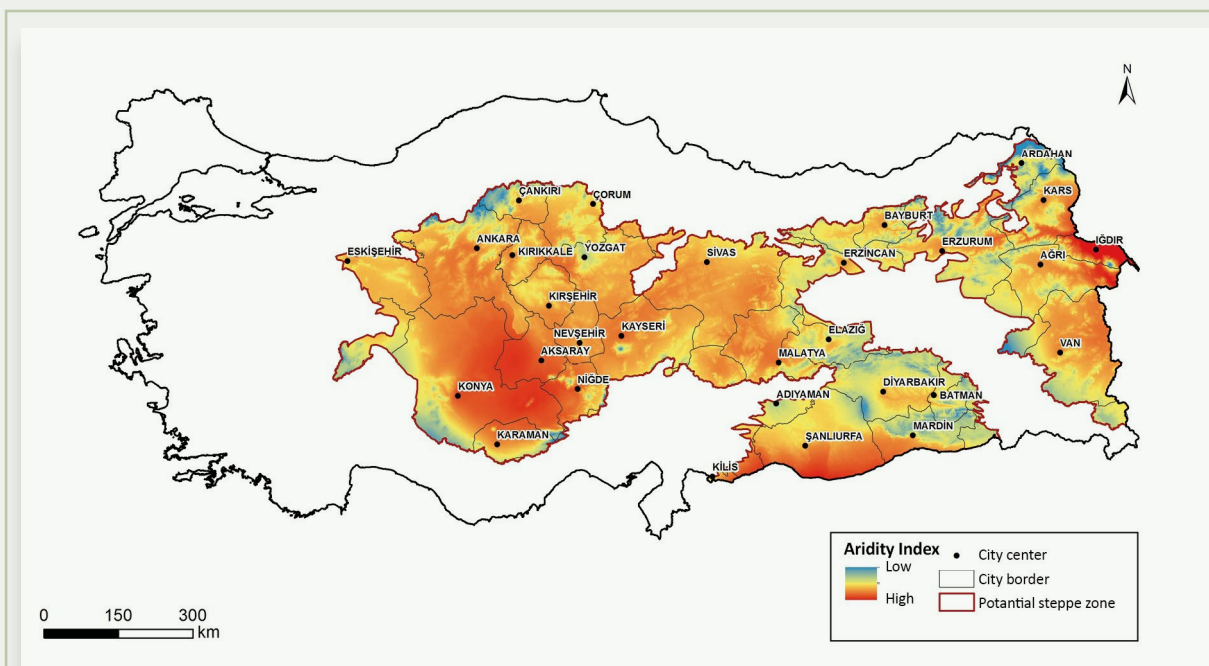 N
ARDAHAN
KARS
ÇANKIRI
ÇORUM
BAYBURT
ANKARA
KIRIKKALE
YOZGAT
SİVAS
ERZİNCAN
ERZURUM
IĞDIR
AĞRI
ESKİŞEHİR
KIRŞEHİR
NEVŞEHİR
KAYSERİ
ELAZIĞ
VAN
AKSARAY
MALATYA
KONYA
NİĞDE
DİYARBAKIR
BATMAN
ADIYAMAN
KARAMAN
ŞANLIURFA
MARDİN
KİLİS
Aridity Index
Low
High
City center
City border
Potantial steppe zone
0 150 300
km